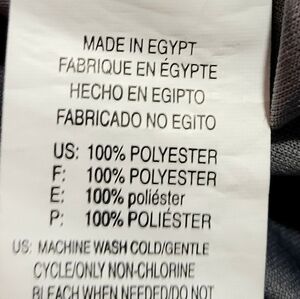 MADE IN EGYPT
FABRIQUE EN ÉGYPTE
HECHO EN EGIPTO
FABRICADO NO EGITO
US: 100% POLYESTER
F: 100% POLYESTER
E: 100% poliéster
P: 100% POLIÉSTER
US: MACHINE WASH COLD/GENTLE
CYCLE/ONLY NON-CHLORINE
BLEACH WHEN NEEDED/DO NOT